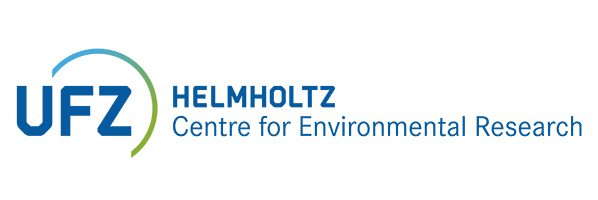 UFZ
HELMHOLTZ
Centre for Environmental Research